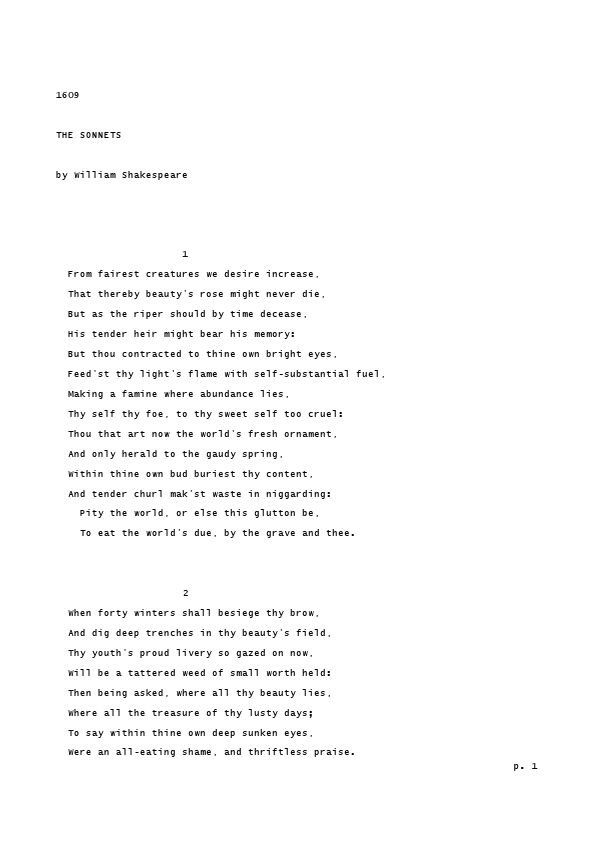 1609
THE SONNETS
by William Shakespeare
1
From fairest creatures we desire increase,
That thereby beauty's rose might never die,
But as the riper should by time decease,
His tender heir might bear his memory:
But thou contracted to thine own bright eyes,
Feed'st thy light's flame with self-substantial fuel,
Making a famine where abundance lies,
Thy self thy foe, to thy sweet self too cruel:
Thou that art now the world's fresh ornament,
And only herald to the gaudy spring,
Within thine own bud buriest thy content,
And tender churl mak'st waste in niggarding:
Pity the world, or else this glutton be,
To eat the world's due, by the grave and thee.
2
When forty winters shall besiege thy brow,
And dig deep trenches in thy beauty's field,
Thy youth's proud livery so gazed on now,
Will be a tattered weed of small worth held:
Then being asked, where all thy beauty lies,
Where all the treasure of thy lusty days;
To say within thine own deep sunken eyes,
Were an all-eating shame, and thriftless praise.
p. 1